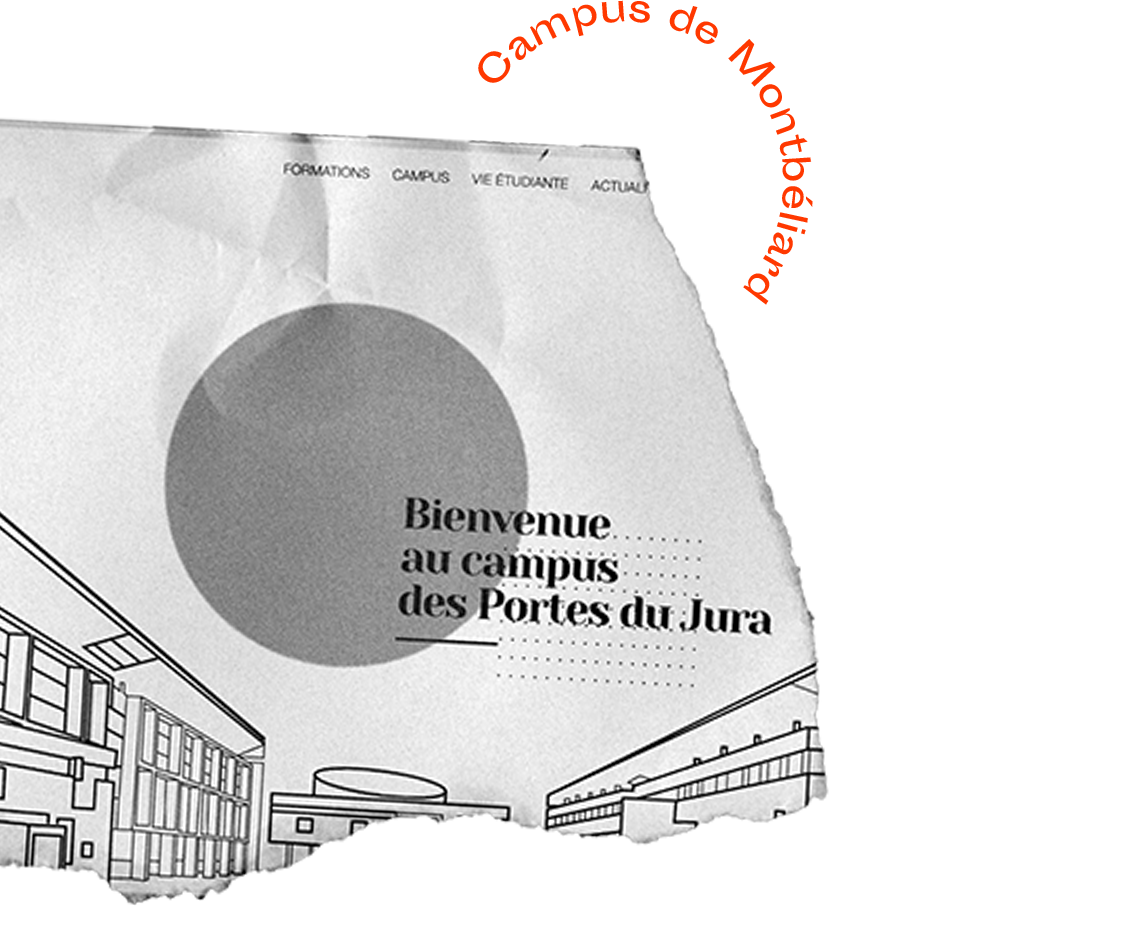 Campus de Montbéliard
FORMATIONS CAMPUS VIE ÉTUDIANTE
Bienvenue
au campus
des Portes du Jura